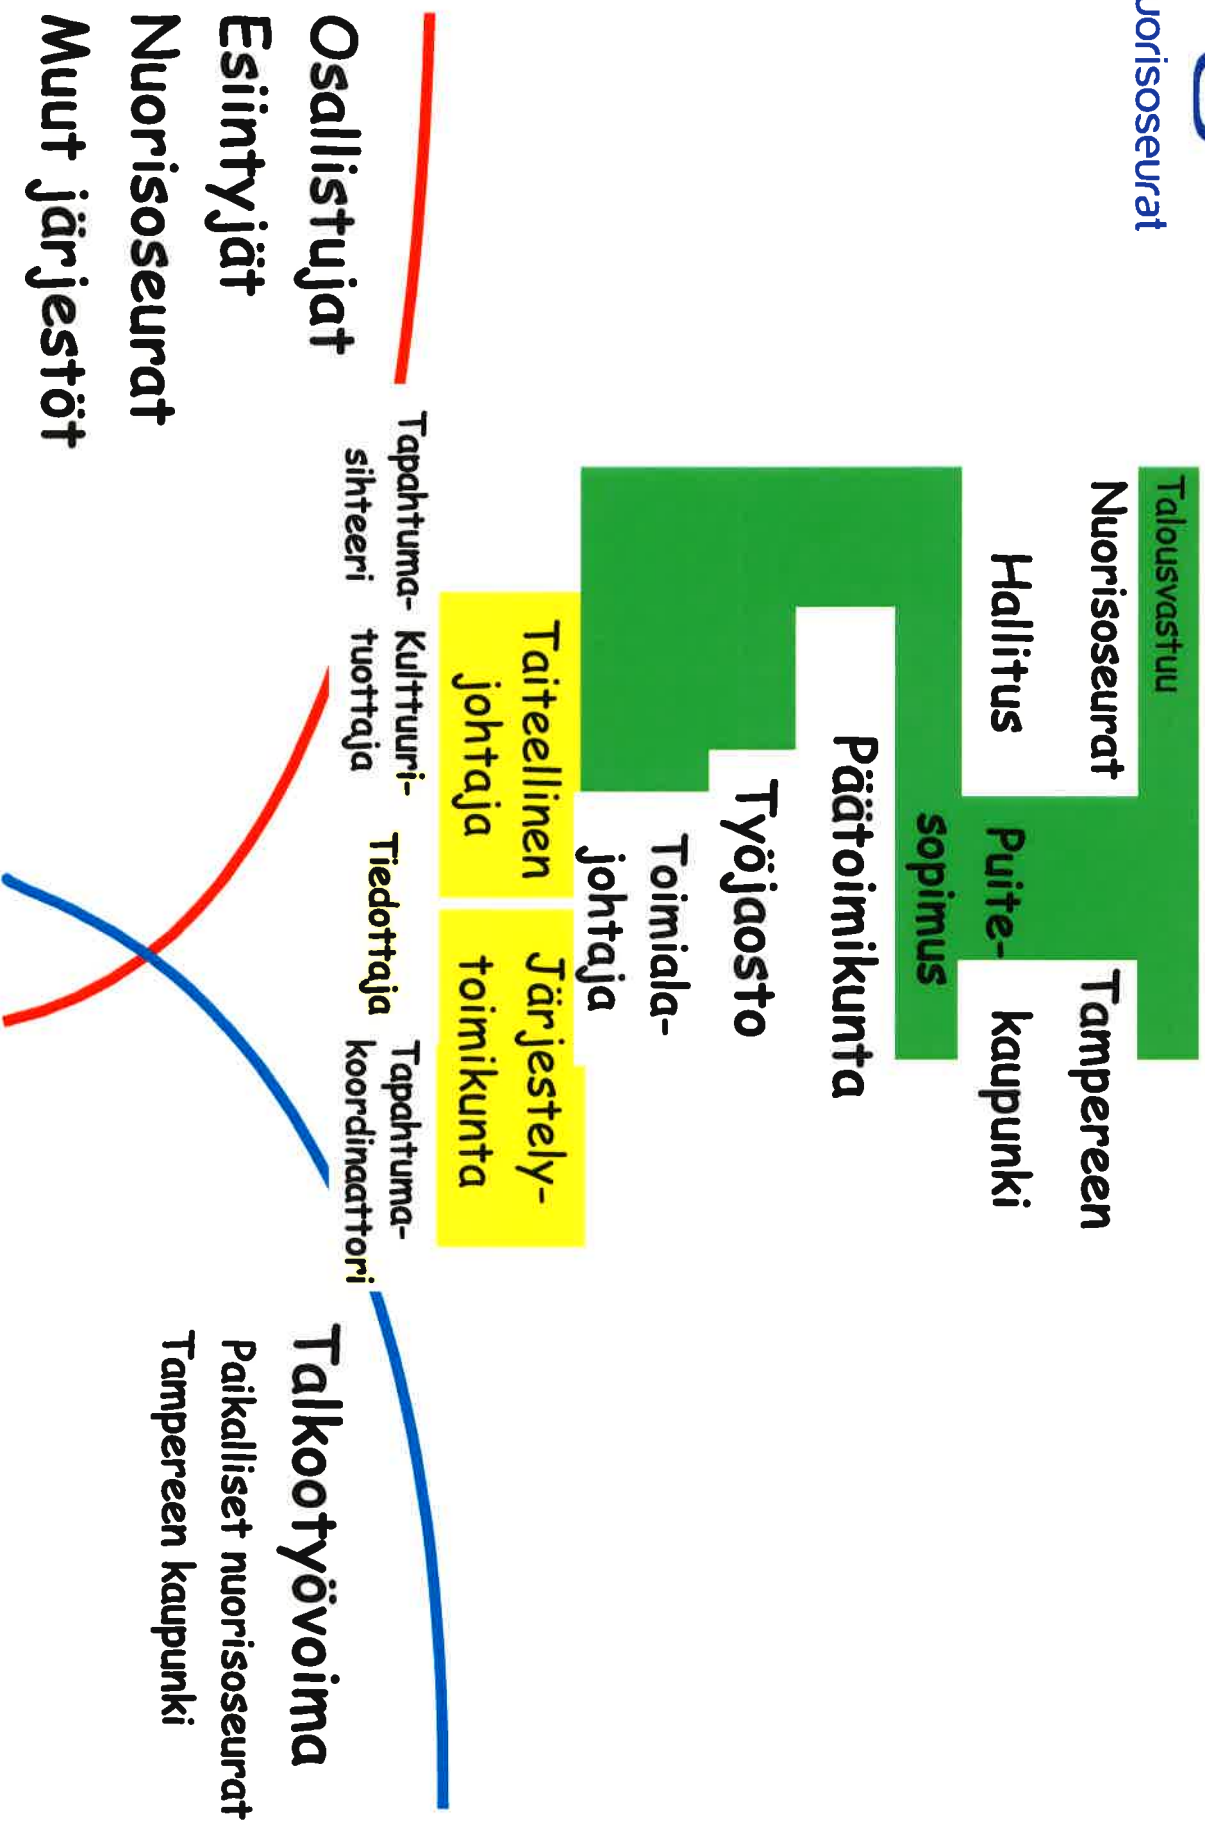 uorisoseurat
Talousvastuu
Nuorisoseurat
Hallitus
Puite-
sopimus
Tampereen
kaupunki
Päätoimikunta
Työjaosto
Toimiala-
johtaja
Taiteellinen
johtaja
Järjestely-
toimikunta
Tapahtuma-
sihteeri
Kulttuuri-
tuottaja
Tiedottaja
Tapahtuma-
koordinaattori
Osallistujat
Esiintyjät
Nuorisoseurat
Muut järjestöt
Talkootyövoima
Paikalliset nuorisoseurat
Tampereen kaupunki